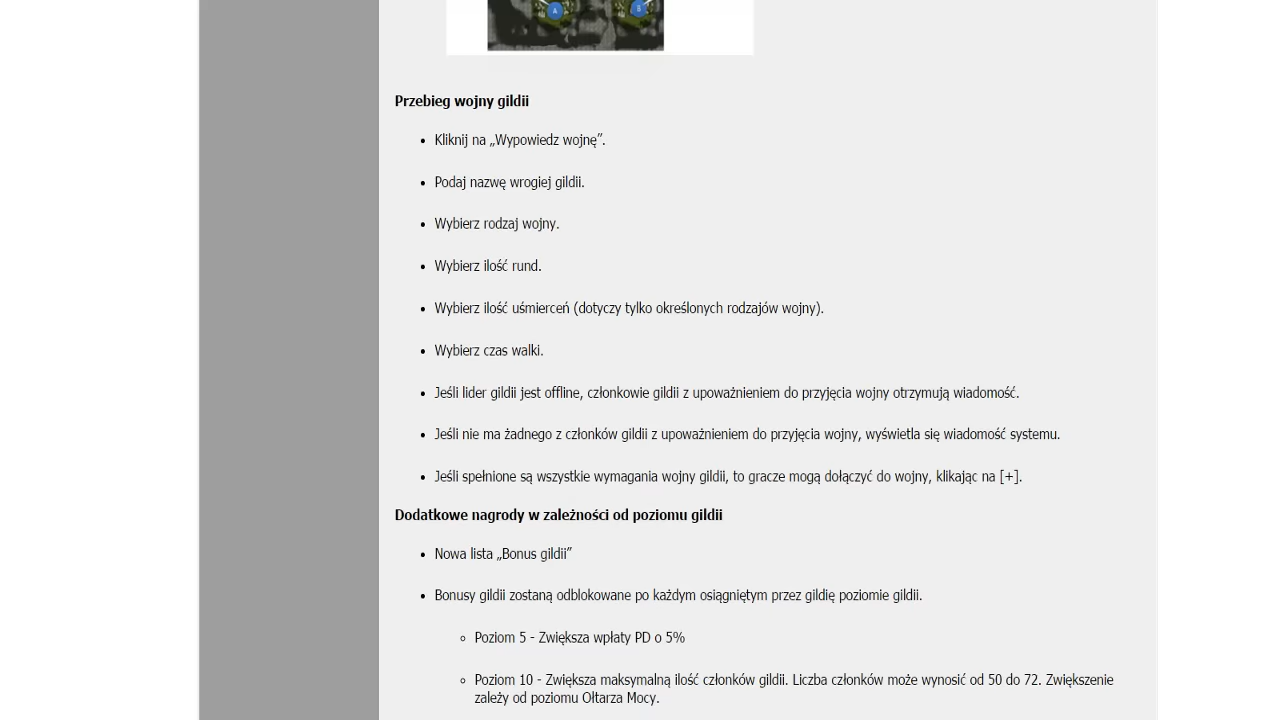 A
B
Przebieg wojny gildii
• Kliknij na „Wypowiedz wojnę”.
• Podaj nazwę wrogiej gildii.
• Wybierz rodzaj wojny.
• Wybierz ilość rund.
• Wybierz ilość uśmierceń (dotyczy tylko określonych rodzajów wojny).
• Wybierz czas walki.
• Jeśli lider gildii jest offline, członkowie gildii z upoważnieniem do przyjęcia wojny otrzymują wiadomość.
• Jeśli nie ma żadnego z członków gildii z upoważnieniem do przyjęcia wojny, wyświetla się wiadomość systemu.
• Jeśli spełnione są wszystkie wymagania wojny gildii, to gracze mogą dołączyć do wojny, klikając na [+].
Dodatkowe nagrody w zależności od poziomu gildii
• Nowa lista „Bonus gildii”
• Bonusy gildii zostaną odblokowane po każdym osiągniętym przez gildię poziomie gildii.
◦ Poziom 5 - Zwiększa wpłaty PD o 5%
◦ Poziom 10 - Zwiększa maksymalną ilość członków gildii. Liczba członków może wynosić od 50 do 72. Zwiększenie
zależy od poziomu Ołtarza Mocy.